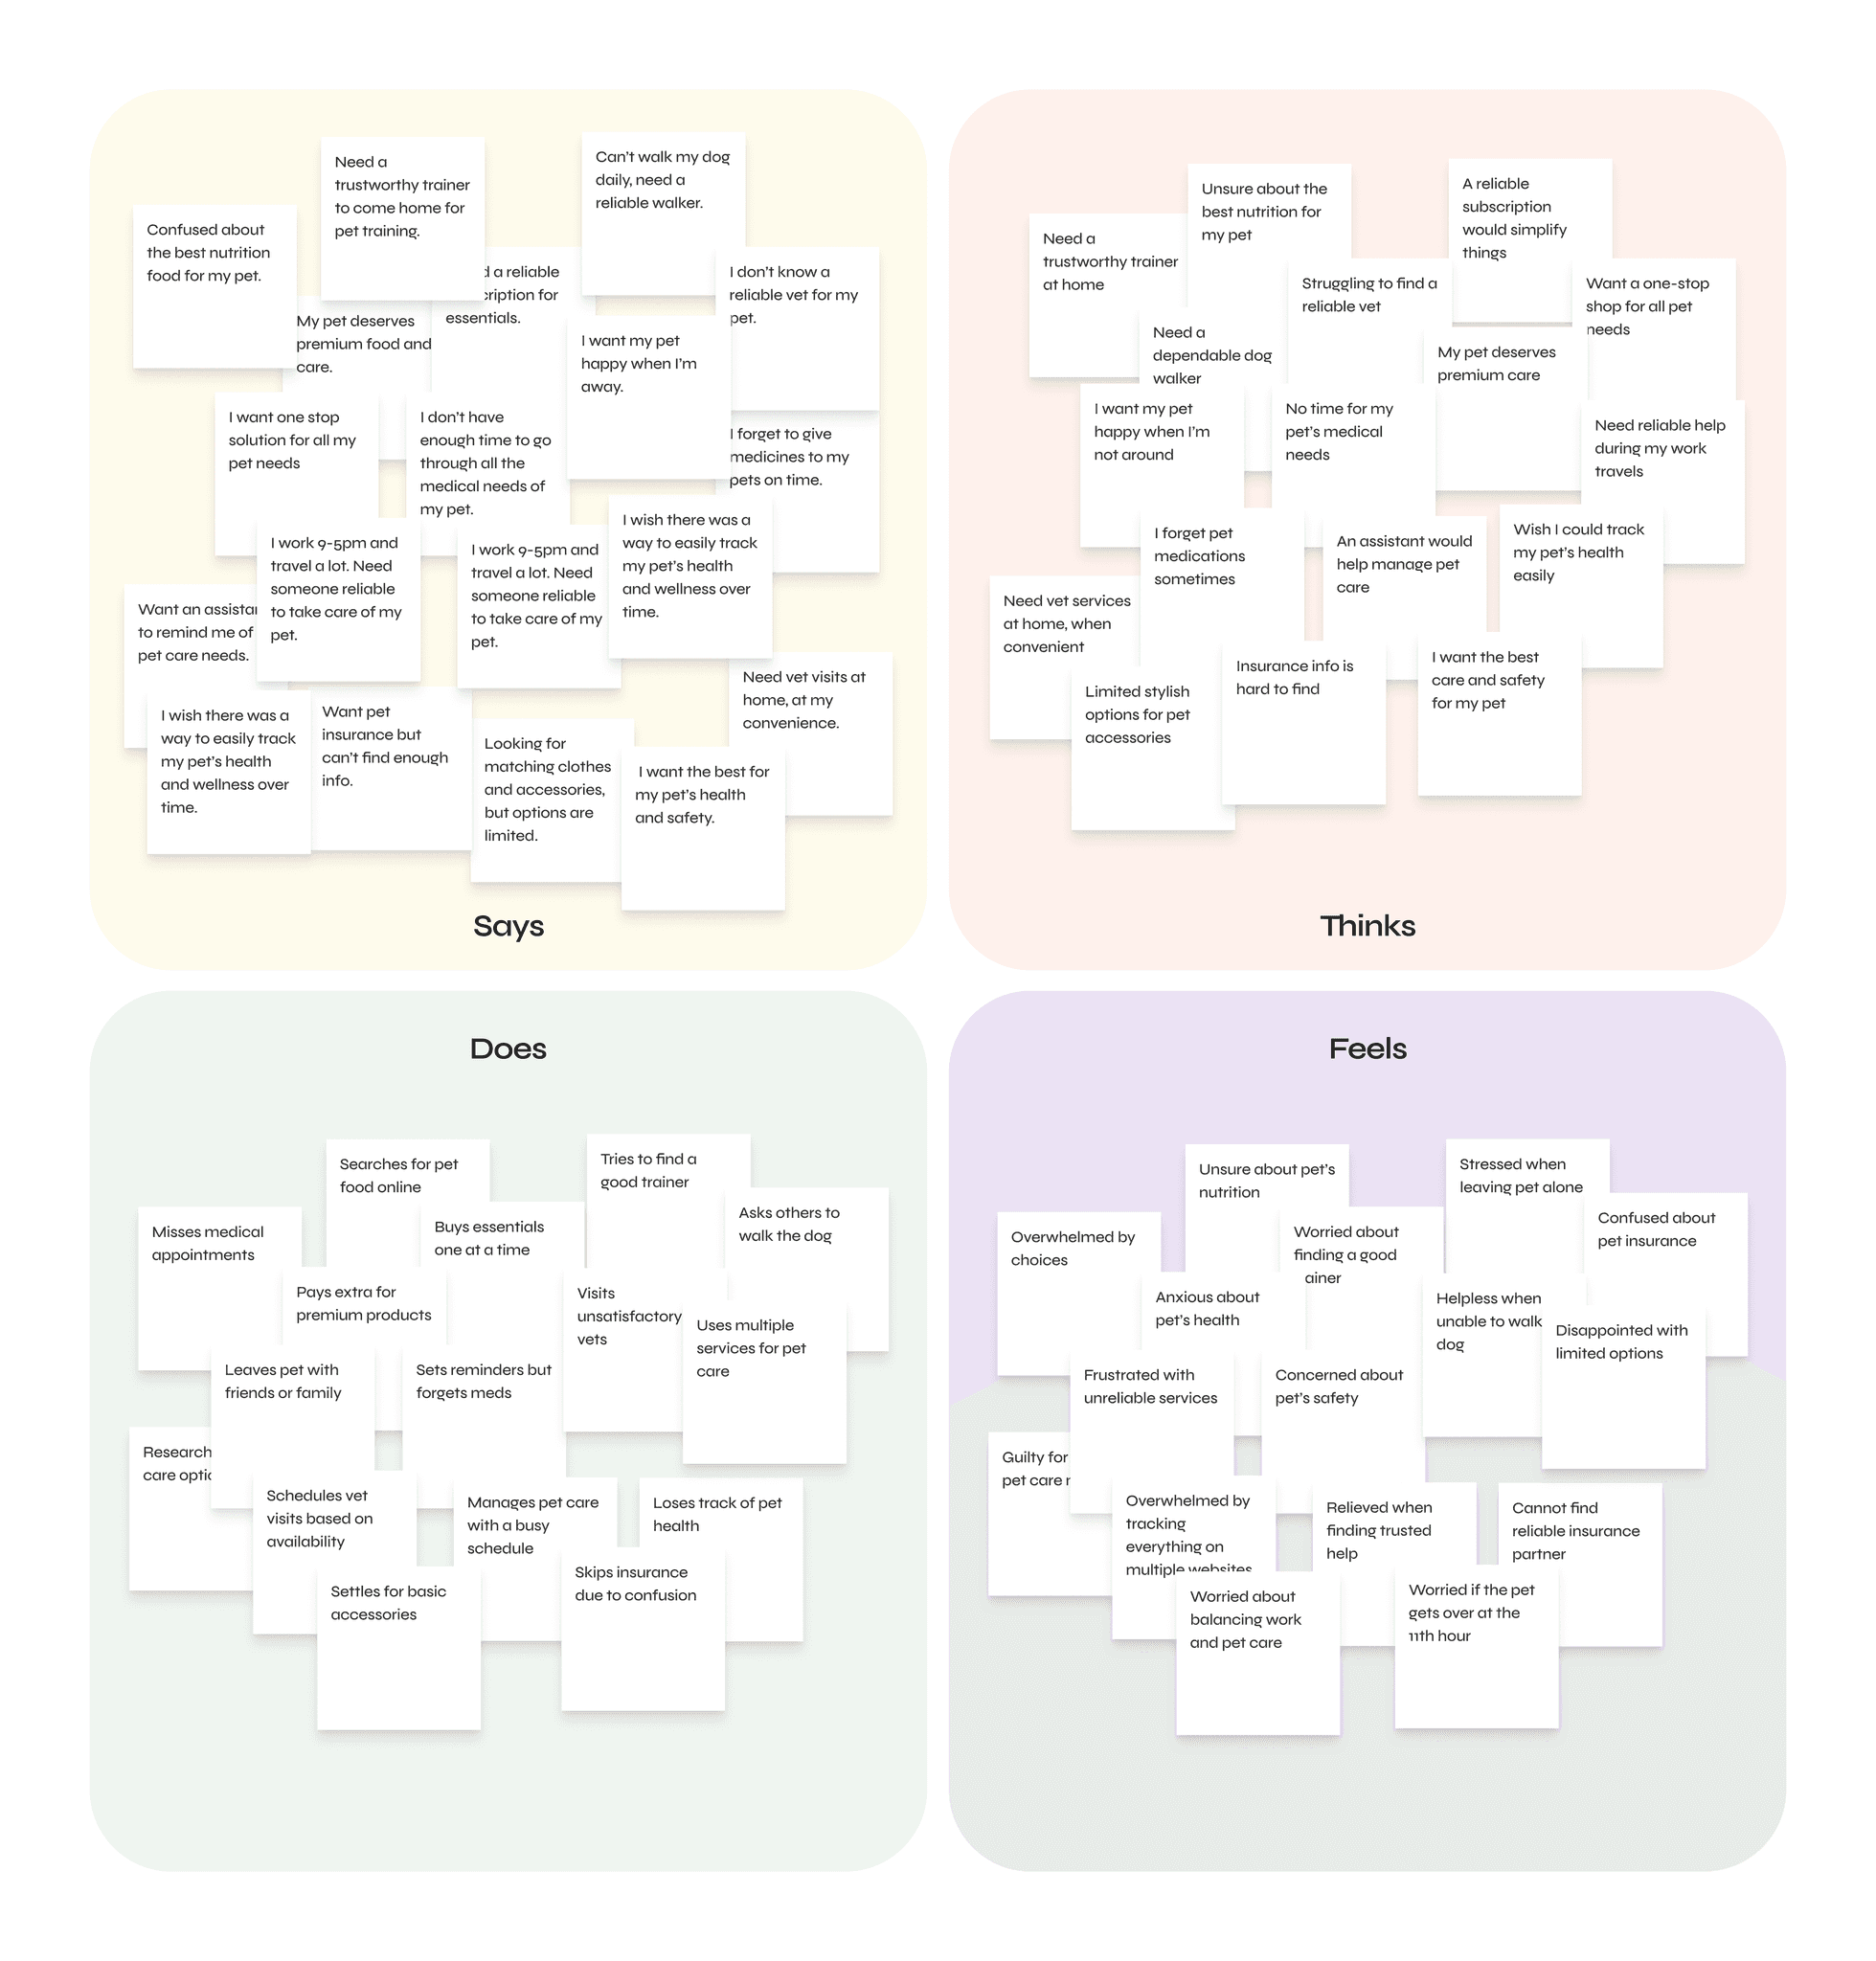 Need a
trustworthy trainer
to come home for
pet training.
Can't walk my dog
daily, need a
reliable walker.
Confused about
the best nutrition
food for my pet.
a reliable
essentials.
I don't know a
reliable vet for my
pet.
My pet deserves
premium food and
care.
I want my pet
happy when I'm
away.
I want one stop
solution for all my
pet needs
I don't have
enough time to go
through all the
medical needs of
my pet.
I forget to give
medicines to my
pets on time.
I work 9-5pm and
travel a lot. Need
someone reliable
to take care of my
pet.
I work 9-5pm and
travel a lot. Need
someone reliable
to take care of my
pet.
I wish there was a
way to easily track
my pet's health
and wellness over
time.
Want an
to remind me of
pet care needs.
Need vet visits at
home, at my
convenience.
I wish there was a
way to easily track
my pet's health
and wellness over
time.
Want pet
insurance but
can't find enough
info.
Looking for
matching clothes
and accessories,
but options are
limited.
I want the best for
my pet's health
and safety.
Says
Unsure about the
best nutrition for
my pet
A reliable
subscription
would simplify
things
Need a
trustworthy trainer
at home
Struggling to find a
reliable vet
Want a one-stop
shop for all pet
needs
Need a
dependable dog
walker
My pet deserves
premium care
I want my pet
happy when I'm
not around
No time for my
pet's medical
needs
Need reliable help
during my work
travels
I forget pet
medications
sometimes
An assistant would
help manage pet
care
Wish I could track
my pet's health
easily
Need vet services
at home, when
convenient
Limited stylish
options for pet
accessories
Insurance info is
hard to find
I want the best
care and safety
for my pet
Thinks
Does
Searches for pet
food online
Tries to find a
good trainer
Misses medical
appointments
Buys essentials
one at a time
Asks others to
walk the dog
Pays extra for
premium products
Visits
unsatisfactory
vets
Uses multiple
services for pet
care
Leaves pet with
friends or family
Sets reminders but
forgets meds
care
Schedules vet
visits based on
availability
Manages pet care
with a busy
schedule
Loses track of pet
health
Settles for basic
accessories
Skips insurance
due to confusion
Feels
Unsure about pet's
nutrition
Stressed when
leaving pet alone
Overwhelmed by
choices
Worried about
finding a good
Confused about
pet insurance
Anxious about
pet's health
Helpless when
unable to walk
dog
Disappointed with
limited options
Frustrated with
unreliable services
Concerned about
pet's safety
Guilty for
pet care
Overwhelmed by
tracking
everything on
multiple websites
Relieved when
finding trusted
help
Cannot find
reliable insurance
partner
Worried about
balancing work
and pet care
Worried if the pet
gets over at the
11th hour